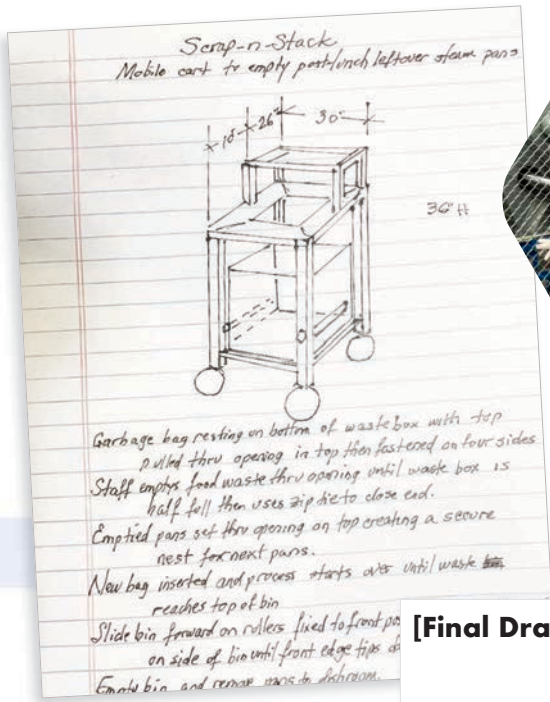 Scrap-n-Stack
Mobile cart to empty post-lunch leftover steam pans
18" 26" 30"
36" H
Garbage bag resting on bottom of waste box with top
pulled thru opening in top then fastened on four sides
Staff emptys food waste thru opening until waste box is
half full then uses zip tie to close end.
Emptied pans set thru opening on top creating a secure
nest for next pans.
New bag inserted and process starts over until waste
reaches top of bin
Slide bin forward on rollers fixed to front
on side of bin until front edge tips
Empty bin and remove pans to dishroom.
[Final Dra